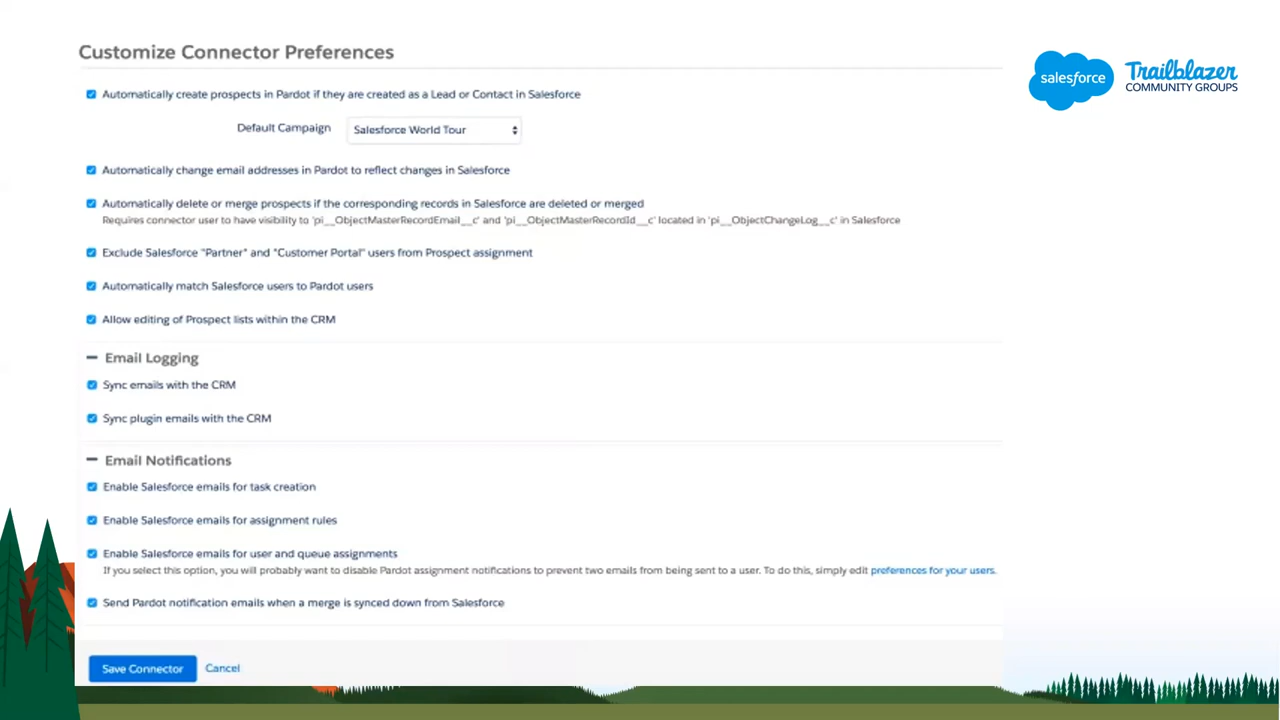 Customize Connector Preferences
salesforce
Trailblazer
COMMUNITY GROUPS
Automatically create prospects in Pardot if they are created as a Lead or Contact in Salesforce
Default Campaign Salesforce World Tour
Automatically change email addresses in Pardot to reflect changes in Salesforce
Automatically delete or merge prospects if the corresponding records in Salesforce are deleted or merged
Requires connector user to have visibility to 'pi__ObjectMasterRecordEmail__c' and 'pi__ObjectMasterRecordId__c' located in 'pi__ObjectChangeLog__c' in Salesforce
Exclude Salesforce "Partner" and "Customer Portal" users from Prospect assignment
Automatically match Salesforce users to Pardot users
Allow editing of Prospect lists within the CRM
Email Logging
Sync emails with the CRM
Sync plugin emails with the CRM
Email Notifications
Enable Salesforce emails for task creation
Enable Salesforce emails for assignment rules
Enable Salesforce emails for user and queue assignments
If you select this option, you will probably want to disable Pardot assignment notifications to prevent two emails from being sent to a user. To do this, simply edit preferences for your users.
Send Pardot notification emails when a merge is synced down from Salesforce
Save Connector Cancel